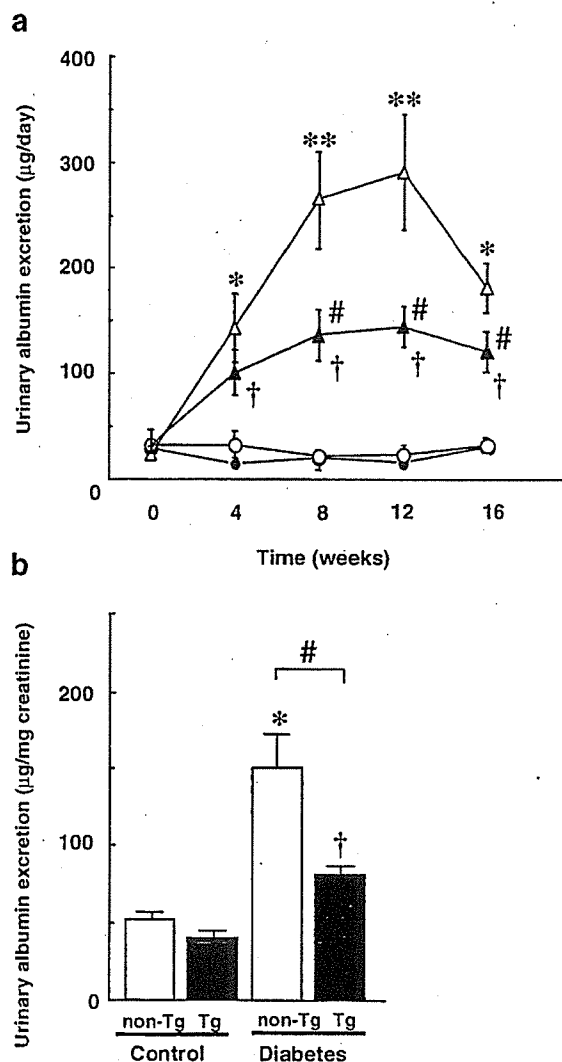 a
Urinary albumin excretion (μg/day)
400
300
200
100
0
**
**
*
*
#
#
#
†
†
†
†
0 4 8 12 16
Time (weeks)
b
Urinary albumin excretion (μg/mg creatinine)
200
100
0
#
*
†
non-Tg Tg non-Tg Tg
Control Diabetes